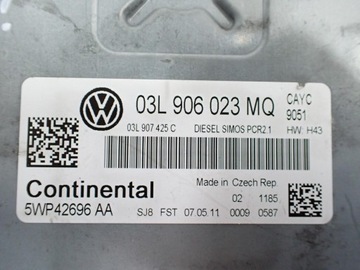 03L 906 023 MQ CAYC
9051
03L 907 425 C DIESEL SIMOS PCR2.1 HW: H43
Continental Made in Czech Rep.
02 1185
5WP42696 AA SJ8 FST 07.05.11 0009 0587